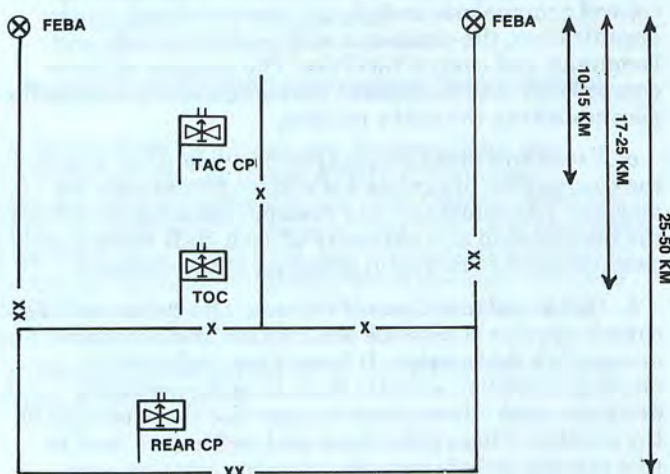 FEBA
FEBA
10-15 KM
17-25 KM
25-50 KM
TAC CP
X
TOC
XX
XX
X
X
REAR CP
XX